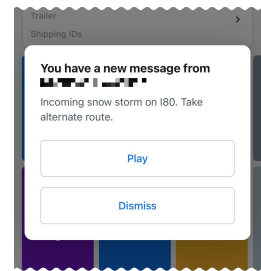 Trailer
Shipping IDs
You have a new message from
Incoming snow storm on I80. Take
alternate route.
Play
Dismiss